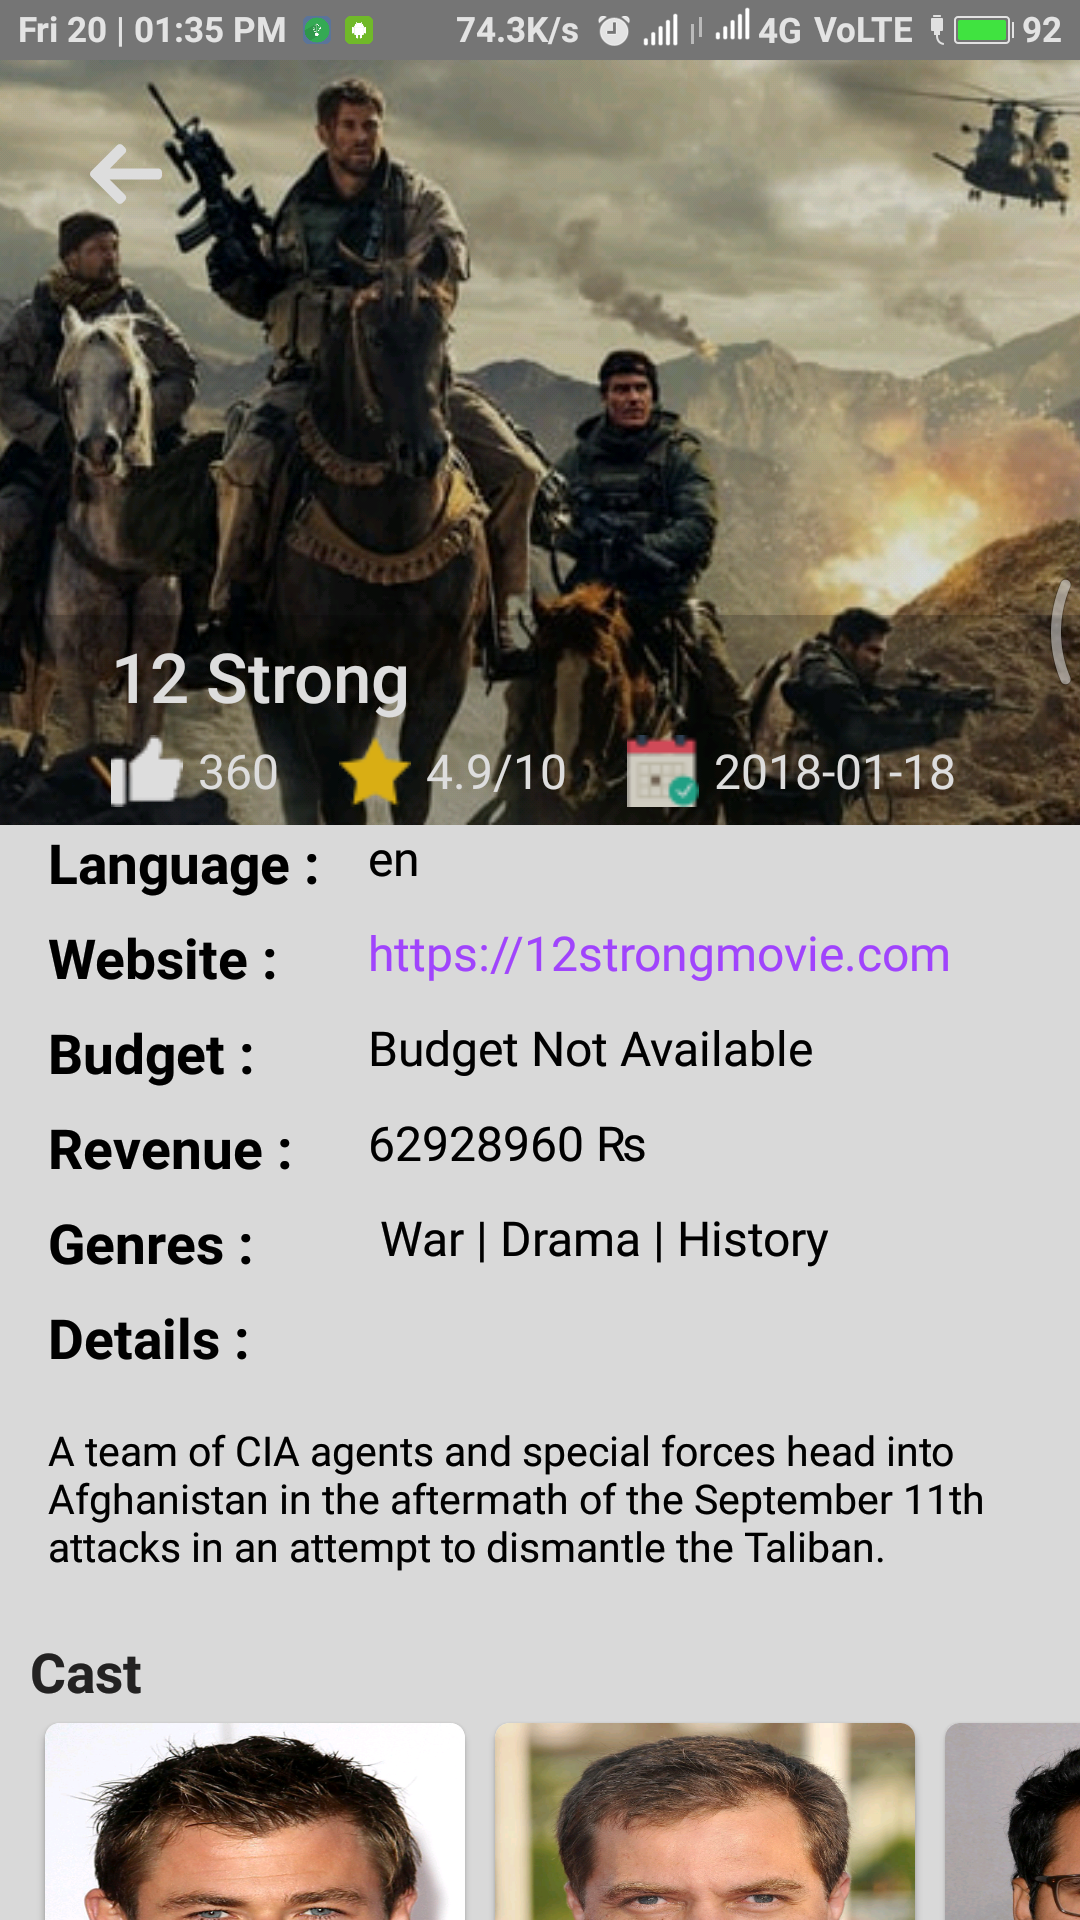 Fri 20 | 01:35 PM 74.3K/s 4G VoLTE 92
12 Strong
360 4.9/10 2018-01-18
Language : en
Website : https://12strongmovie.com
Budget : Budget Not Available
Revenue : 62928960 ₨
Genres : War | Drama | History
Details :
A team of CIA agents and special forces head into
Afghanistan in the aftermath of the September 11th
attacks in an attempt to dismantle the Taliban.
Cast